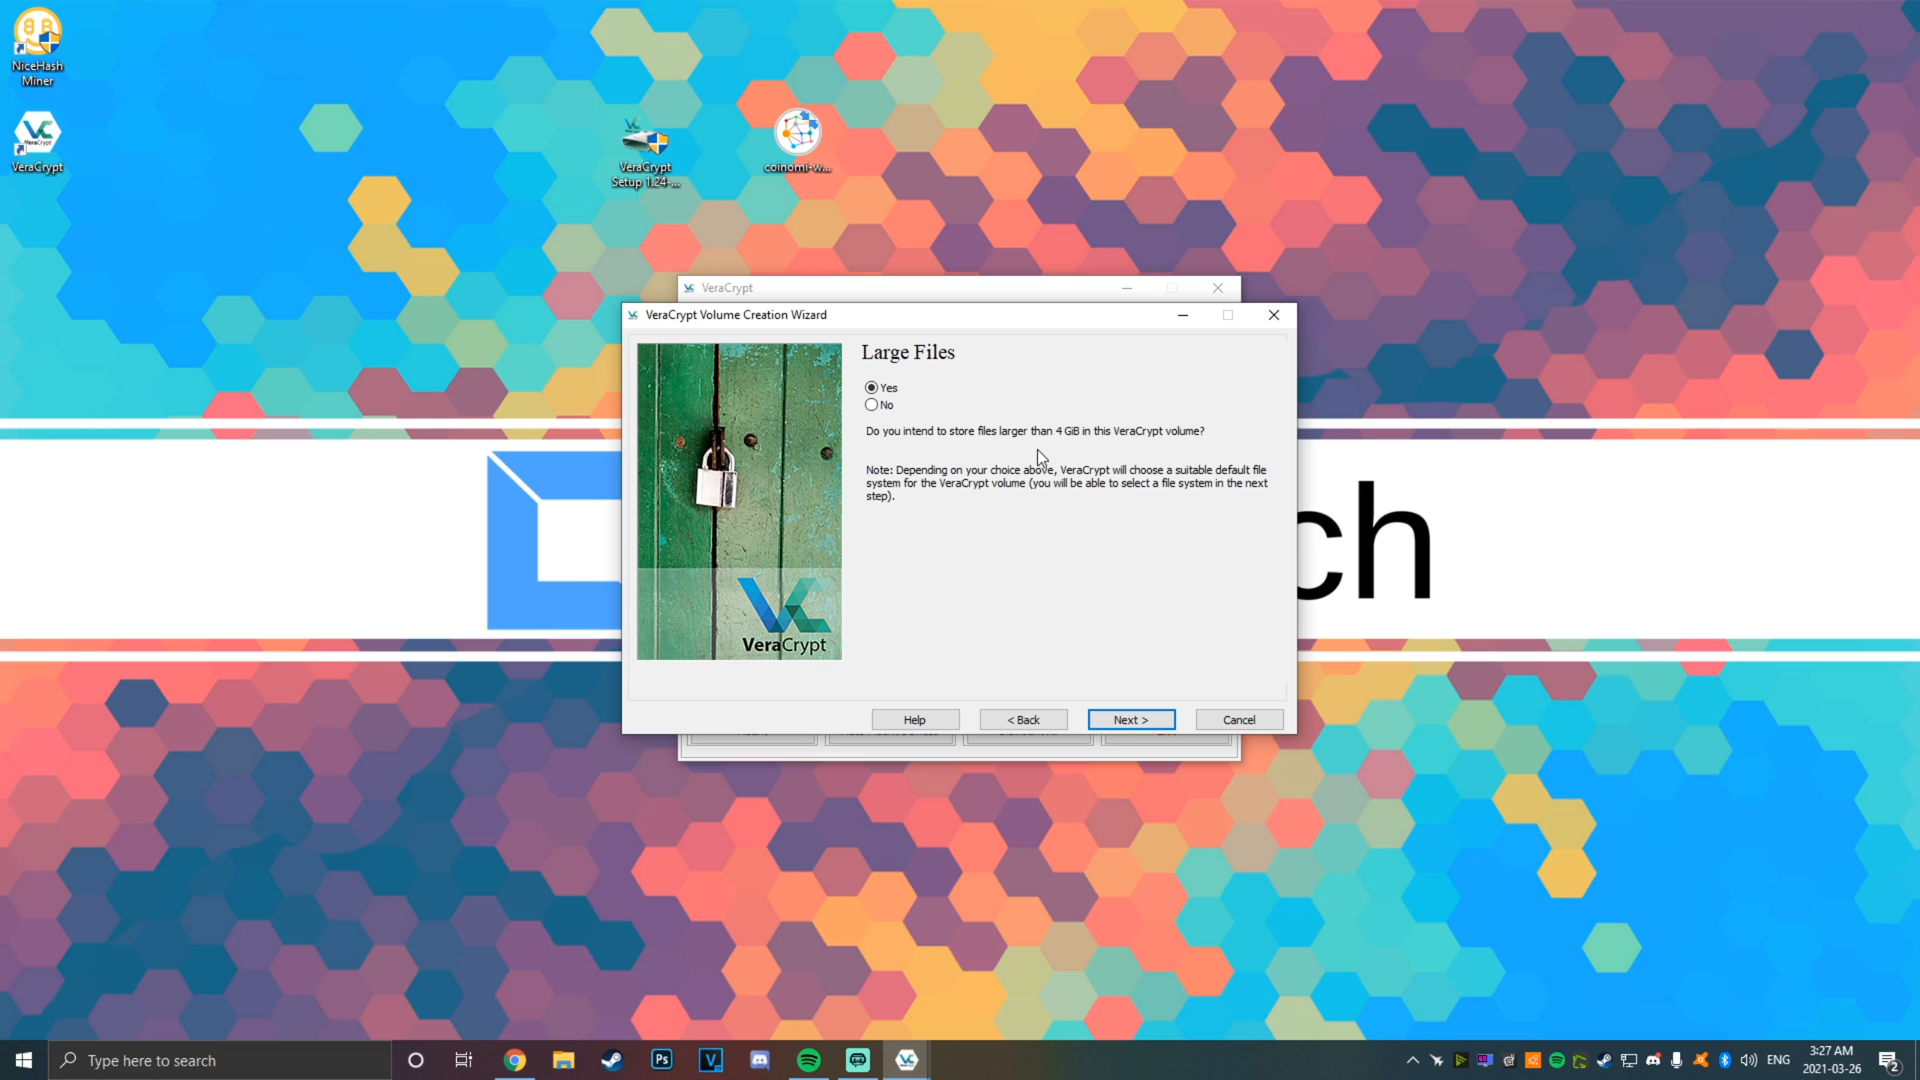 NiceHash
Miner
VeraCrypt
VeraCrypt
Setup 1.24-...
coinomi-w...
VeraCrypt
VeraCrypt Volume Creation Wizard
Large Files
Yes
No
Do you intend to store files larger than 4 GiB in this VeraCrypt volume?
Note: Depending on your choice above, VeraCrypt will choose a suitable default file
system for the VeraCrypt volume (you will be able to select a file system in the next
step).
VeraCrypt
Help
< Back
Next >
Cancel
ch
Type here to search
Ps
V
ENG
3:27 AM
2021-03-26
2